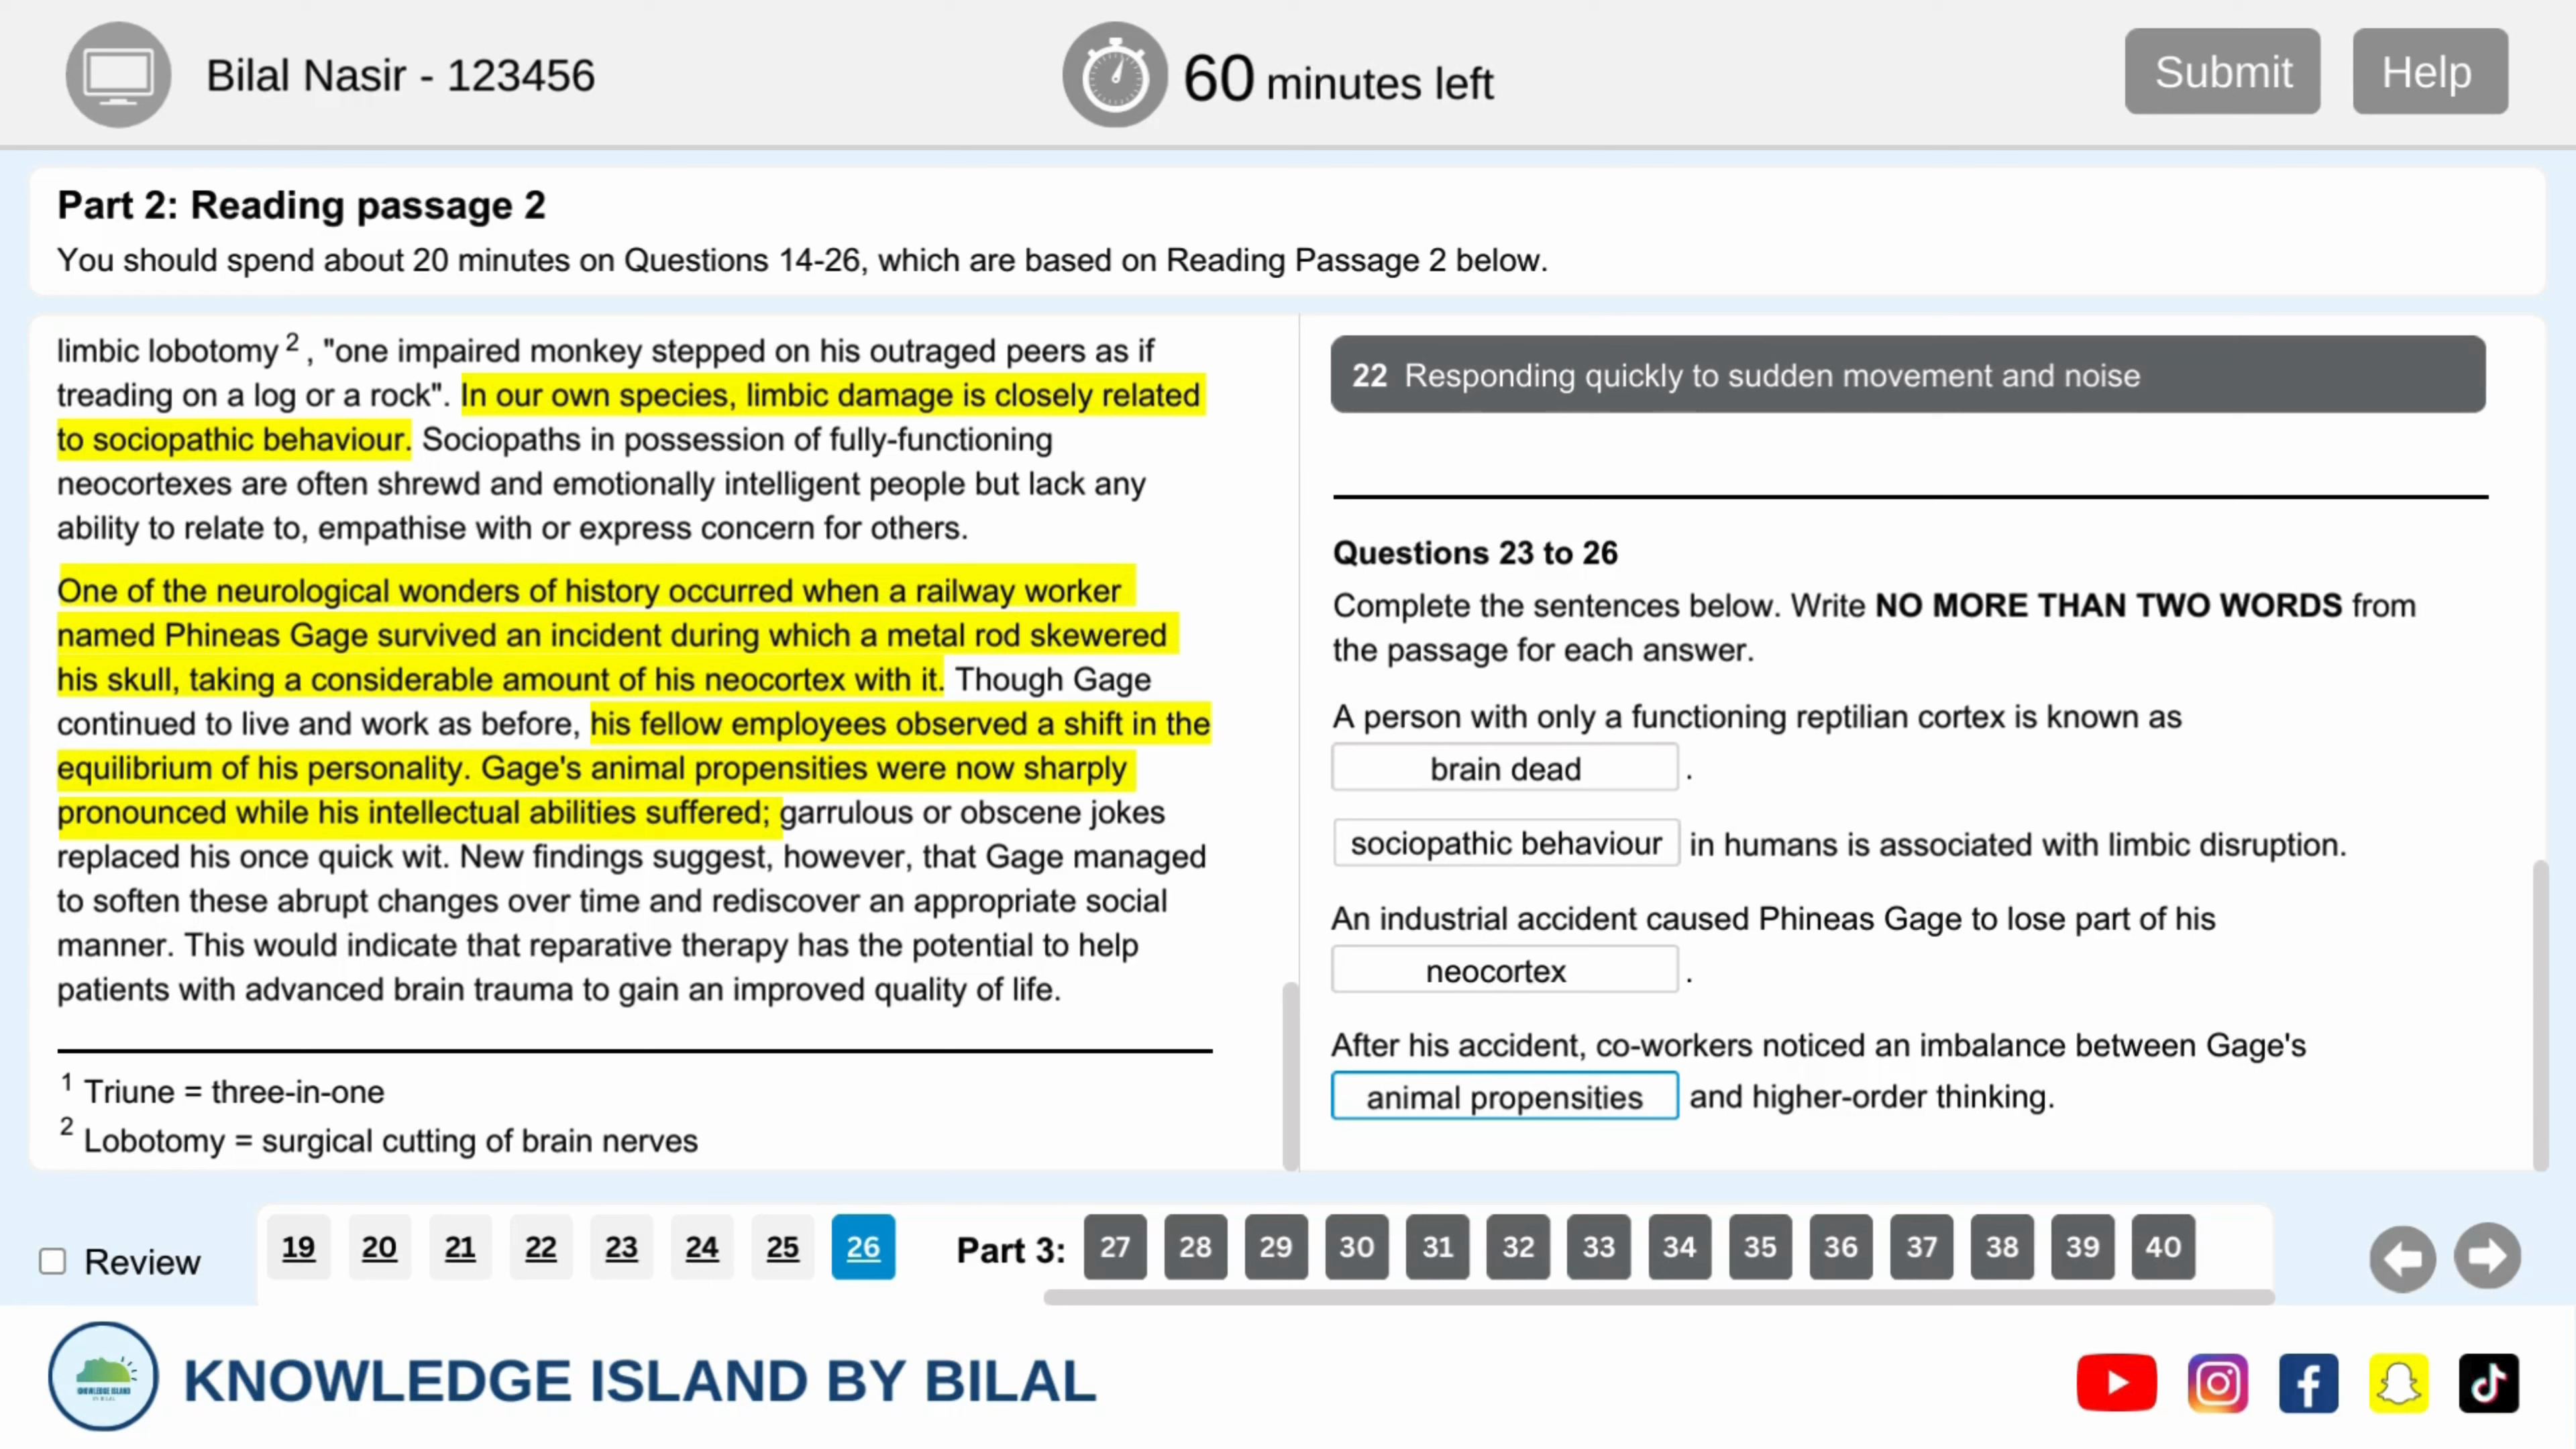 Bilal Nasir - 123456
60 minutes left
Submit
Help
Part 2: Reading passage 2
You should spend about 20 minutes on Questions 14-26, which are based on Reading Passage 2 below.
limbic lobotomy 2 , "one impaired monkey stepped on his outraged peers as if
treading on a log or a rock". In our own species, limbic damage is closely related
to sociopathic behaviour. Sociopaths in possession of fully-functioning
neocortexes are often shrewd and emotionally intelligent people but lack any
ability to relate to, empathise with or express concern for others.
One of the neurological wonders of history occurred when a railway worker
named Phineas Gage survived an incident during which a metal rod skewered
his skull, taking a considerable amount of his neocortex with it. Though Gage
continued to live and work as before, his fellow employees observed a shift in the
equilibrium of his personality. Gage's animal propensities were now sharply
pronounced while his intellectual abilities suffered; garrulous or obscene jokes
replaced his once quick wit. New findings suggest, however, that Gage managed
to soften these abrupt changes over time and rediscover an appropriate social
manner. This would indicate that reparative therapy has the potential to help
patients with advanced brain trauma to gain an improved quality of life.
1 Triune = three-in-one
2 Lobotomy = surgical cutting of brain nerves
22 Responding quickly to sudden movement and noise
Questions 23 to 26
Complete the sentences below. Write NO MORE THAN TWO WORDS from
the passage for each answer.
A person with only a functioning reptilian cortex is known as
brain dead .
sociopathic behaviour in humans is associated with limbic disruption.
An industrial accident caused Phineas Gage to lose part of his
neocortex .
After his accident, co-workers noticed an imbalance between Gage's
animal propensities and higher-order thinking.
Review
19 20 21 22 23 24 25 26 Part 3: 27 28 29 30 31 32 33 34 35 36 37 38 39 40
KNOWLEDGE ISLAND
BY BILAL
KNOWLEDGE ISLAND BY BILAL